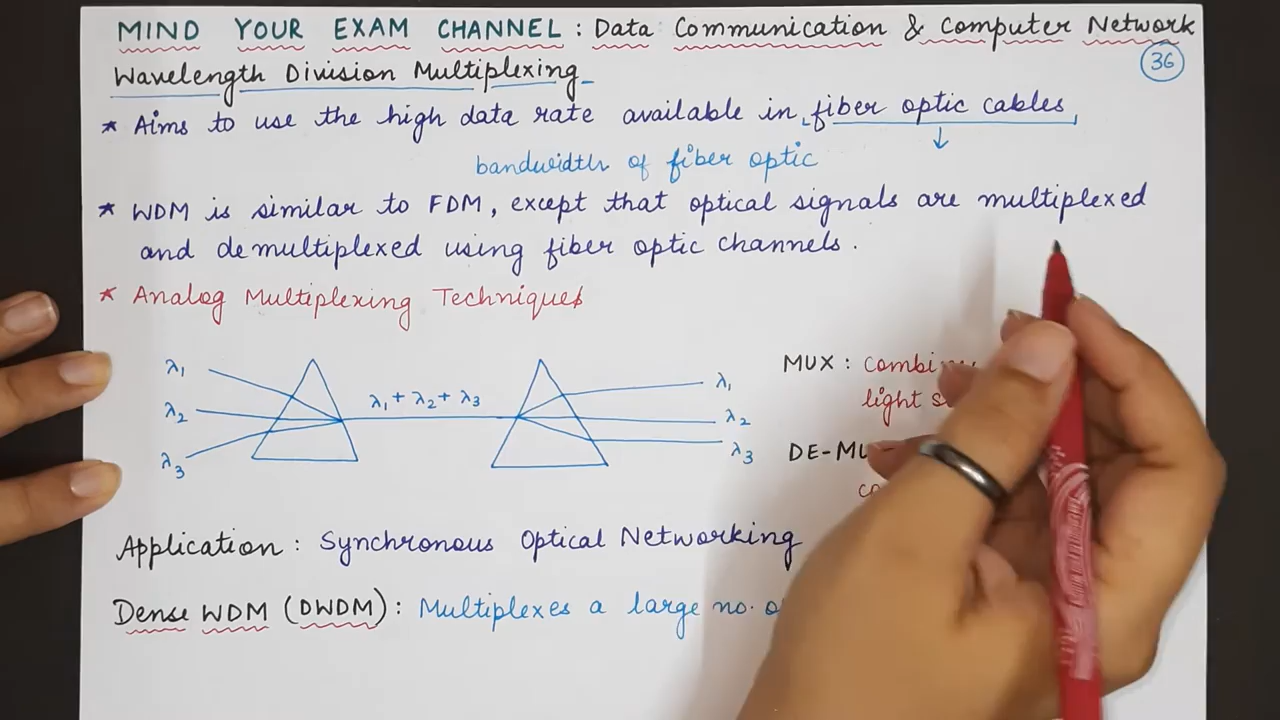 MIND YOUR EXAM CHANNEL : Data Communication & Computer Network
Wavelength Division Multiplexing
36
* Aims to use the high data rate available in fiber optic cables
↓
bandwidth of fiber optic
* WDM is similar to FDM, except that optical signals are multiplexed
and demultiplexed using fiber optic channels.
* Analog Multiplexing Techniques
λ1
λ2
λ3
λ1 + λ2 + λ3
λ1
λ2
λ3
MUX :
light
DE-MU
Application : Synchronous Optical Networking
Dense WDM (DWDM) : Multiplexes a large no.